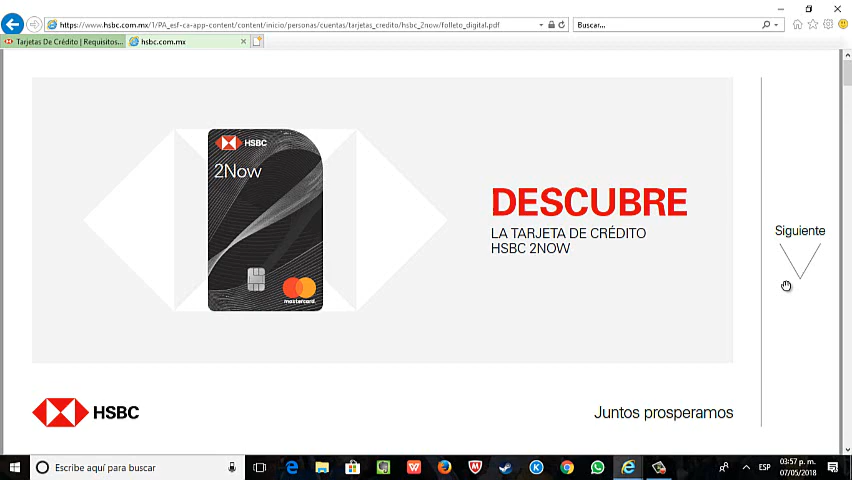 https://www.hsbc.com.mx/1/PA_esf-ca-app-content/content/inicio/personas/cuentas/tarjetas_credito/hsbc_2now/folleto_digital.pdf
Buscar...
Tarjetas De Crédito | Requisitos...
hsbc.com.mx
HSBC
2Now
mastercard.
DESCUBRE
LA TARJETA DE CRÉDITO
HSBC 2NOW
Siguiente
HSBC
Juntos prosperamos
Escribe aquí para buscar
ESP
03:57 p. m.
07/05/2018